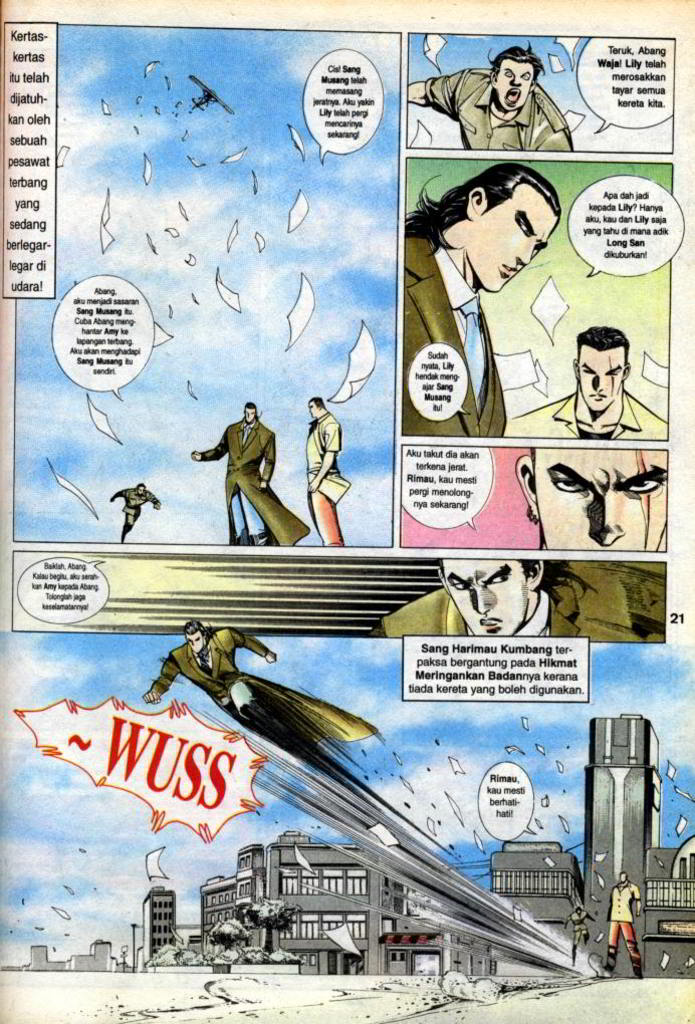 Kertas-
kertas
itu telah
dijatuh-
kan oleh
sebuah
pesawat
terbang
yang
sedang
berlegar-
legar di
udara!
Cis! Sang
Musang telah
memasang
jeratnya. Aku yakin
Lily telah pergi
mencarinya
sekarang!
Abang,
aku menjadi sasaran
Sang Musang itu.
Cuba Abang meng-
hantar Amy ke
lapangan terbang.
Aku akan menghadapi
Sang Musang itu
sendiri.
Teruk, Abang
Waja! Lily telah
merosakkan
tayar semua
kereta kita.
Apa dah jadi
kepada Lily? Hanya
aku, kau dan Lily saja
yang tahu di mana adik
Long San
dikuburkan!
Sudah
nyata, Lily
hendak meng-
ajar Sang
Musang
itu!
Aku takut dia akan
terkena jerat.
Rimau, kau mesti
pergi menolong-
nya sekarang!
Baiklah, Abang.
Kalau begitu, aku serah-
kan Amy kepada Abang.
Tolonglah jaga
keselamatannya!
21
Sang Harimau Kumbang ter-
paksa bergantung pada Hikmat
Meringankan Badannya kerana
tiada kereta yang boleh digunakan.
~ WUSS
Rimau,
kau mesti
berhati-
hati!